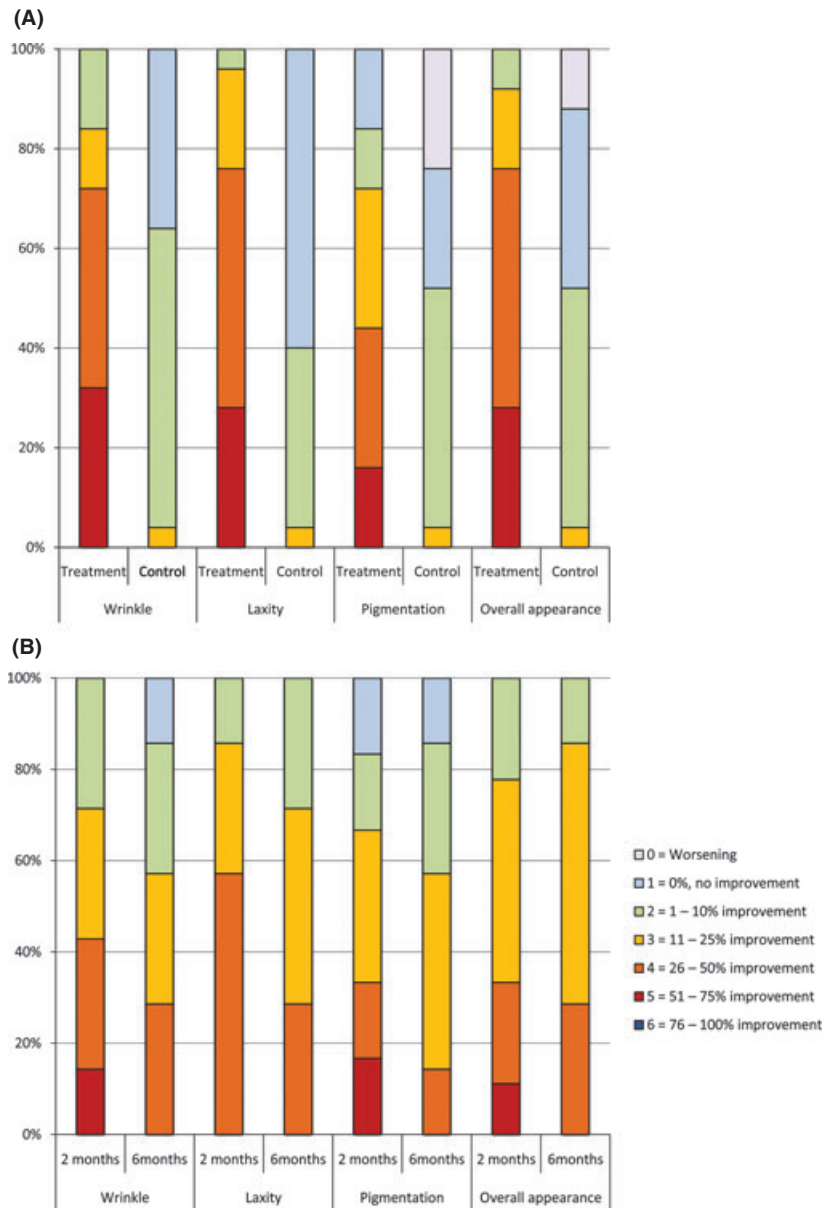 (A)
100%
80%
60%
40%
20%
0%
Treatment Control Treatment Control Treatment Control Treatment Control
Wrinkle Laxity Pigmentation Overall appearance
(B)
100%
80%
60%
40%
20%
0%
2 months 6months 2 months 6months 2 months 6months 2 months 6months
Wrinkle Laxity Pigmentation Overall appearance
0 = Worsening
1 = 0%, no improvement
2 = 1 – 10% improvement
3 = 11 – 25% improvement
4 = 26 – 50% improvement
5 = 51 – 75% improvement
6 = 76 – 100% improvement